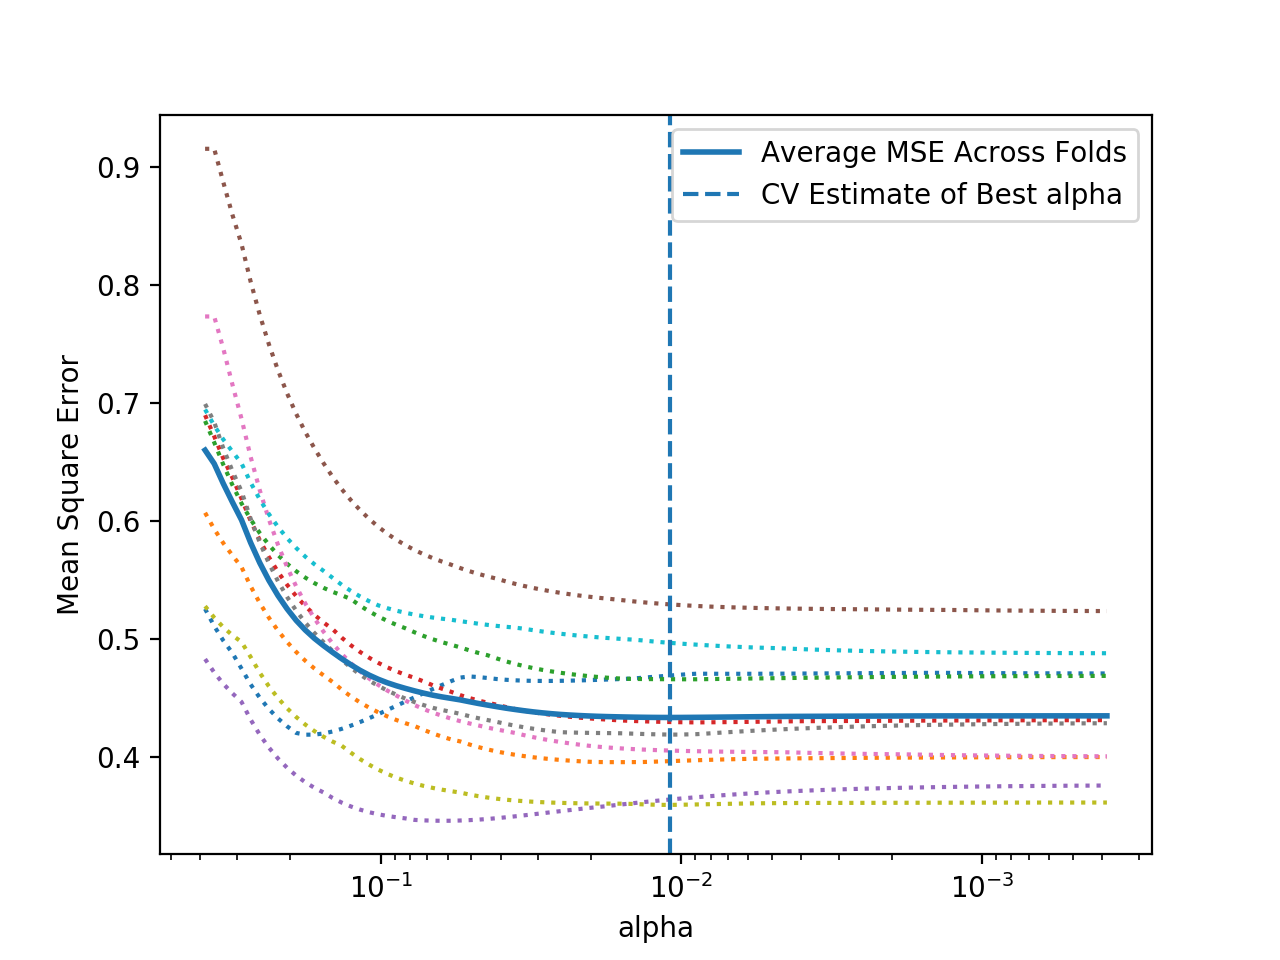 Average MSE Across Folds
CV Estimate of Best alpha
0.9
0.8
0.7
0.6
0.5
0.4
Mean Square Error
10⁻¹
10⁻²
10⁻³
alpha